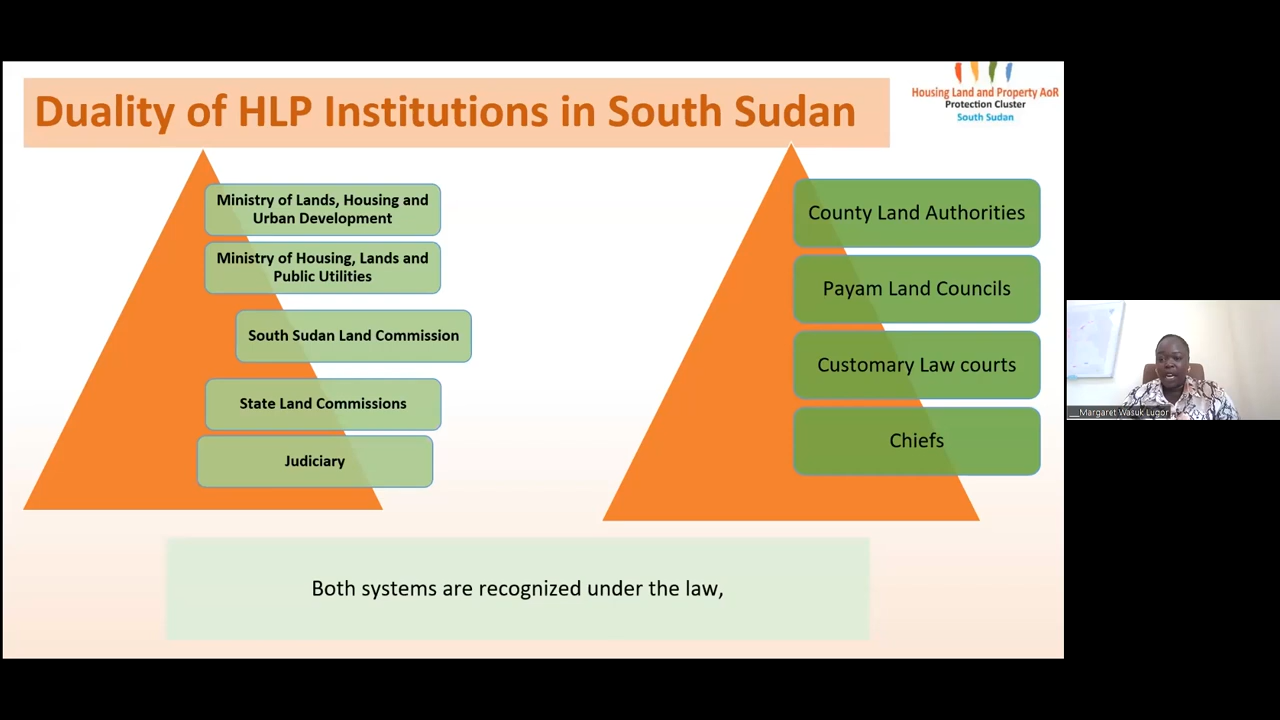 Duality of HLP Institutions in South Sudan
Housing Land and Property AoR
Protection Cluster
South Sudan
Ministry of Lands, Housing and
Urban Development
Ministry of Housing, Lands and
Public Utilities
South Sudan Land Commission
State Land Commissions
Judiciary
County Land Authorities
Payam Land Councils
Customary Law courts
Chiefs
Both systems are recognized under the law,
__Margaret Wasuk Lugor